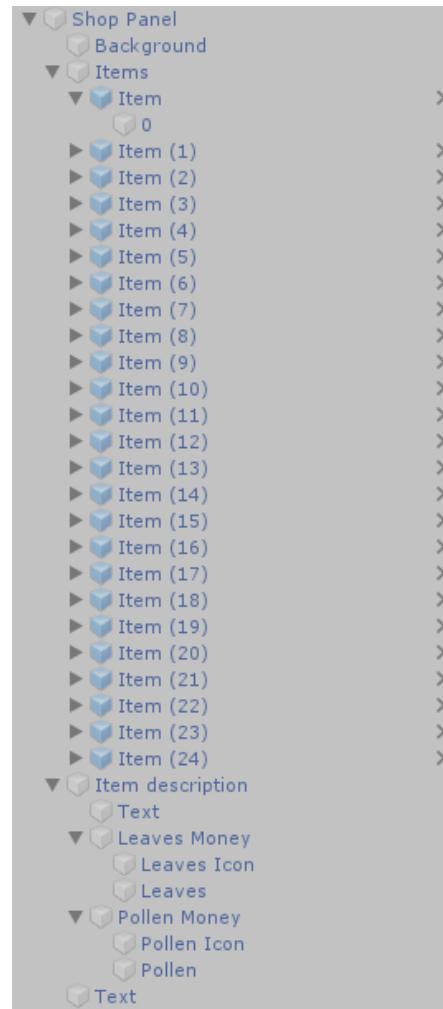 Shop Panel
Background
Items
Item
0
Item (1)
Item (2)
Item (3)
Item (4)
Item (5)
Item (6)
Item (7)
Item (8)
Item (9)
Item (10)
Item (11)
Item (12)
Item (13)
Item (14)
Item (15)
Item (16)
Item (17)
Item (18)
Item (19)
Item (20)
Item (21)
Item (22)
Item (23)
Item (24)
Item description
Text
Leaves Money
Leaves Icon
Leaves
Pollen Money
Pollen Icon
Pollen
Text